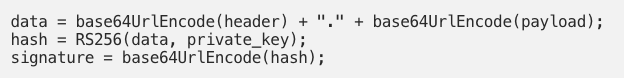 data = base64UrlEncode(header) + "." + base64UrlEncode(payload);
hash = RS256(data, private_key);
signature = base64UrlEncode(hash);